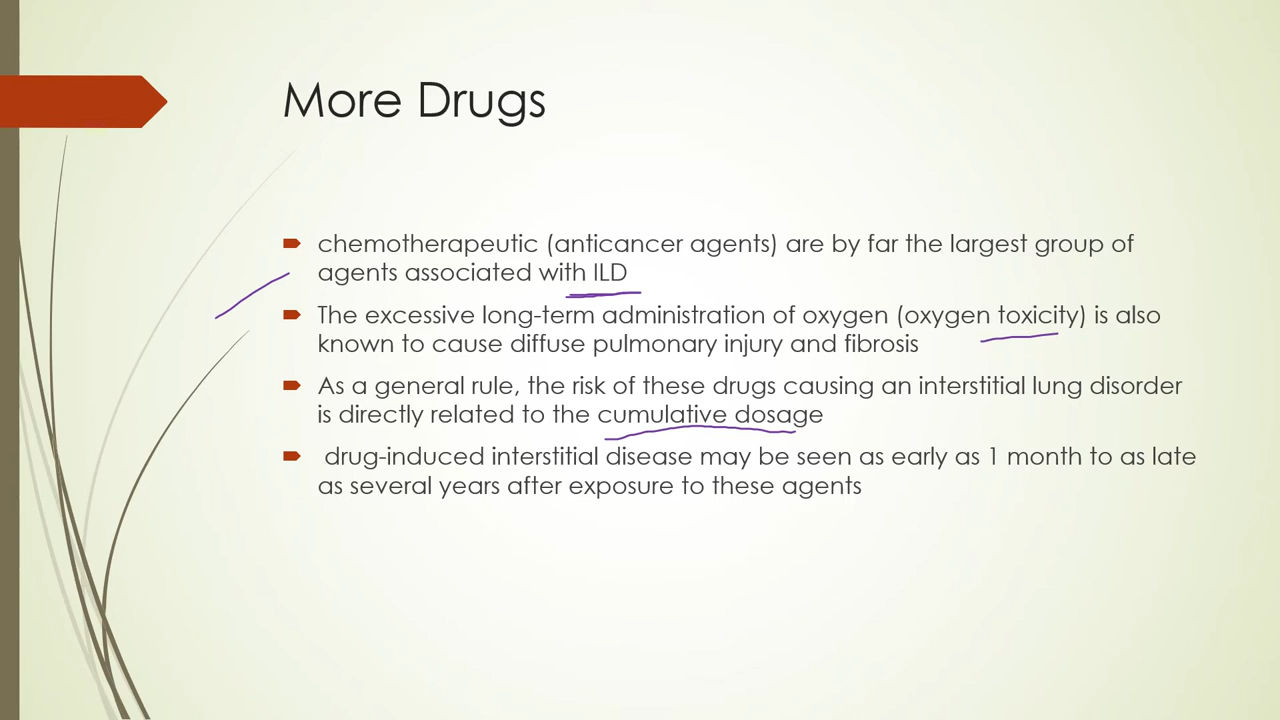 More Drugs
chemotherapeutic (anticancer agents) are by far the largest group of
agents associated with ILD
The excessive long-term administration of oxygen (oxygen toxicity) is also
known to cause diffuse pulmonary injury and fibrosis
As a general rule, the risk of these drugs causing an interstitial lung disorder
is directly related to the cumulative dosage
drug-induced interstitial disease may be seen as early as 1 month to as late
as several years after exposure to these agents